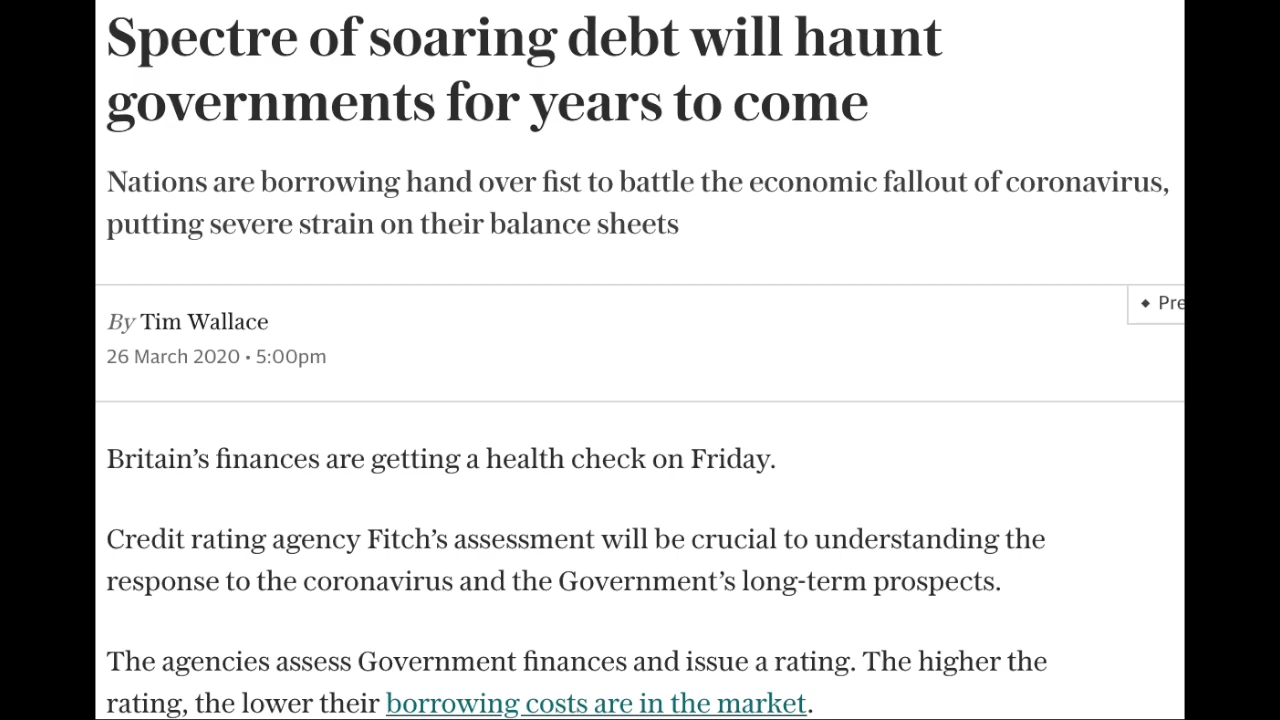 Spectre of soaring debt will haunt
governments for years to come
Nations are borrowing hand over fist to battle the economic fallout of coronavirus,
putting severe strain on their balance sheets
◆ Pre
By Tim Wallace
26 March 2020 • 5:00pm
Britain’s finances are getting a health check on Friday.
Credit rating agency Fitch’s assessment will be crucial to understanding the
response to the coronavirus and the Government’s long-term prospects.
The agencies assess Government finances and issue a rating. The higher the
rating, the lower their borrowing costs are in the market.